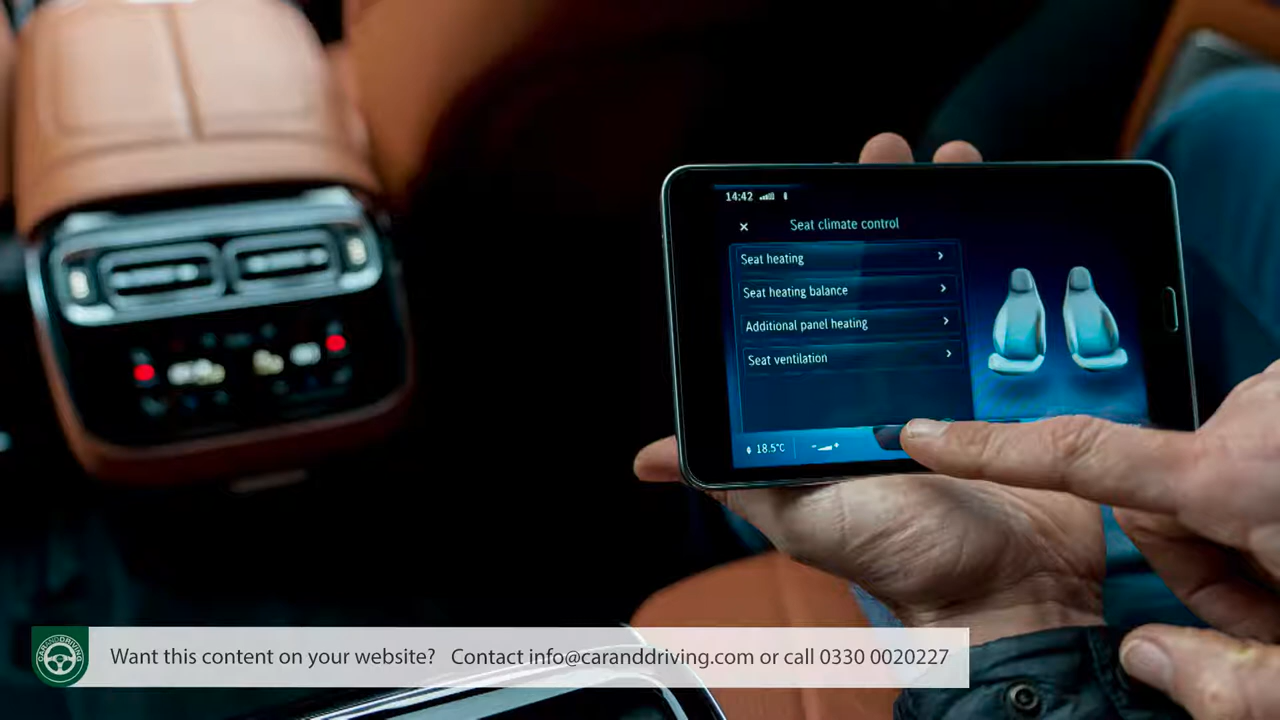 14:42
Seat climate control
Seat heating
Seat heating balance
Additional panel heating
Seat ventilation
18.5°C
CARANDDRIVING
Want this content on your website? Contact info@caranddriving.com or call 0330 0020227